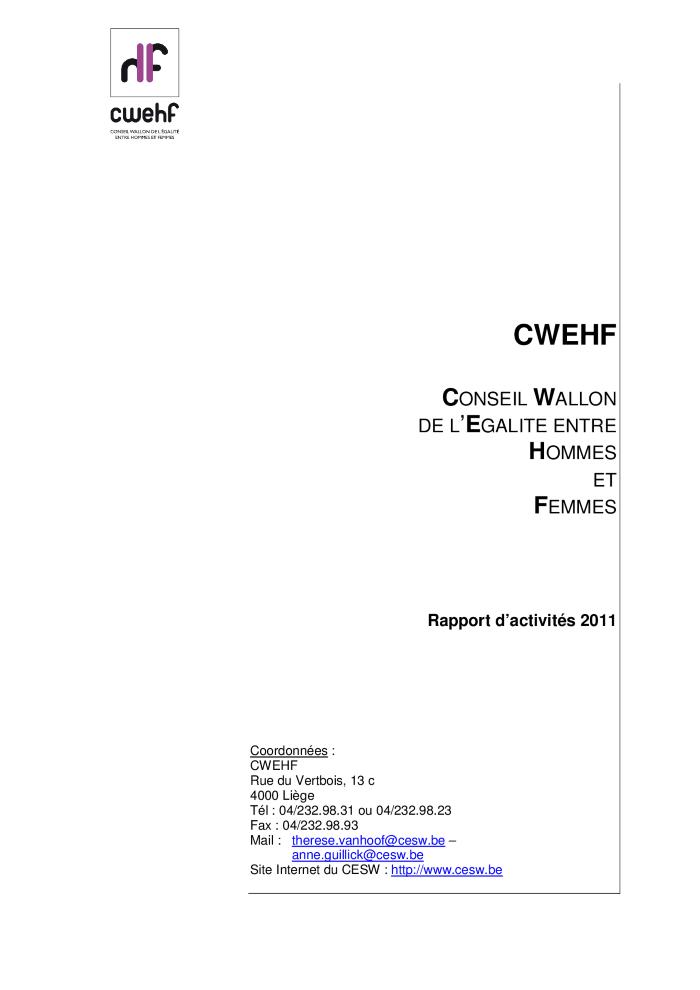 cwehf
CONSEIL WALLON DE L'ÉGALITÉ
ENTRE HOMMES ET FEMMES
CWEHF
CONSEIL WALLON
DE L'EGALITE ENTRE
HOMMES
ET
FEMMES
Rapport d'activités 2011
Coordonnées :
CWEHF
Rue du Vertbois, 13 c
4000 Liège
Tél : 04/232.98.31 ou 04/232.98.23
Fax : 04/232.98.93
Mail : therese.vanhoof@cesw.be –
anne.guillick@cesw.be
Site Internet du CESW : http://www.cesw.be